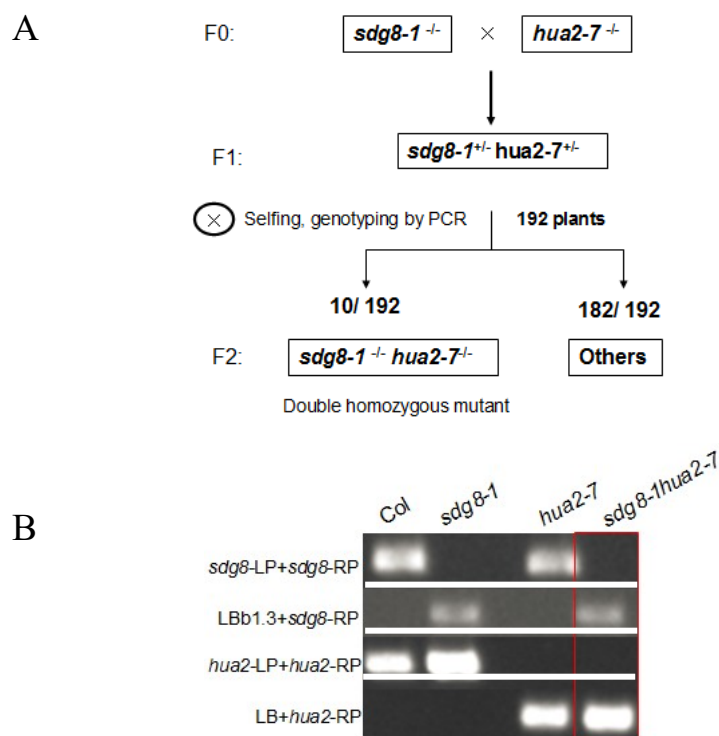 A
F0:
sdg8-1 -/- × hua2-7 -/-
F1:
sdg8-1+/- hua2-7+/-
× Selfing, genotyping by PCR 192 plants
10/ 192 182/ 192
F2: sdg8-1 -/- hua2-7-/- Others
Double homozygous mutant
B
Col sdg8-1 hua2-7 sdg8-1hua2-7
sdg8-LP+sdg8-RP
LBb1.3+sdg8-RP
hua2-LP+hua2-RP
LB+hua2-RP